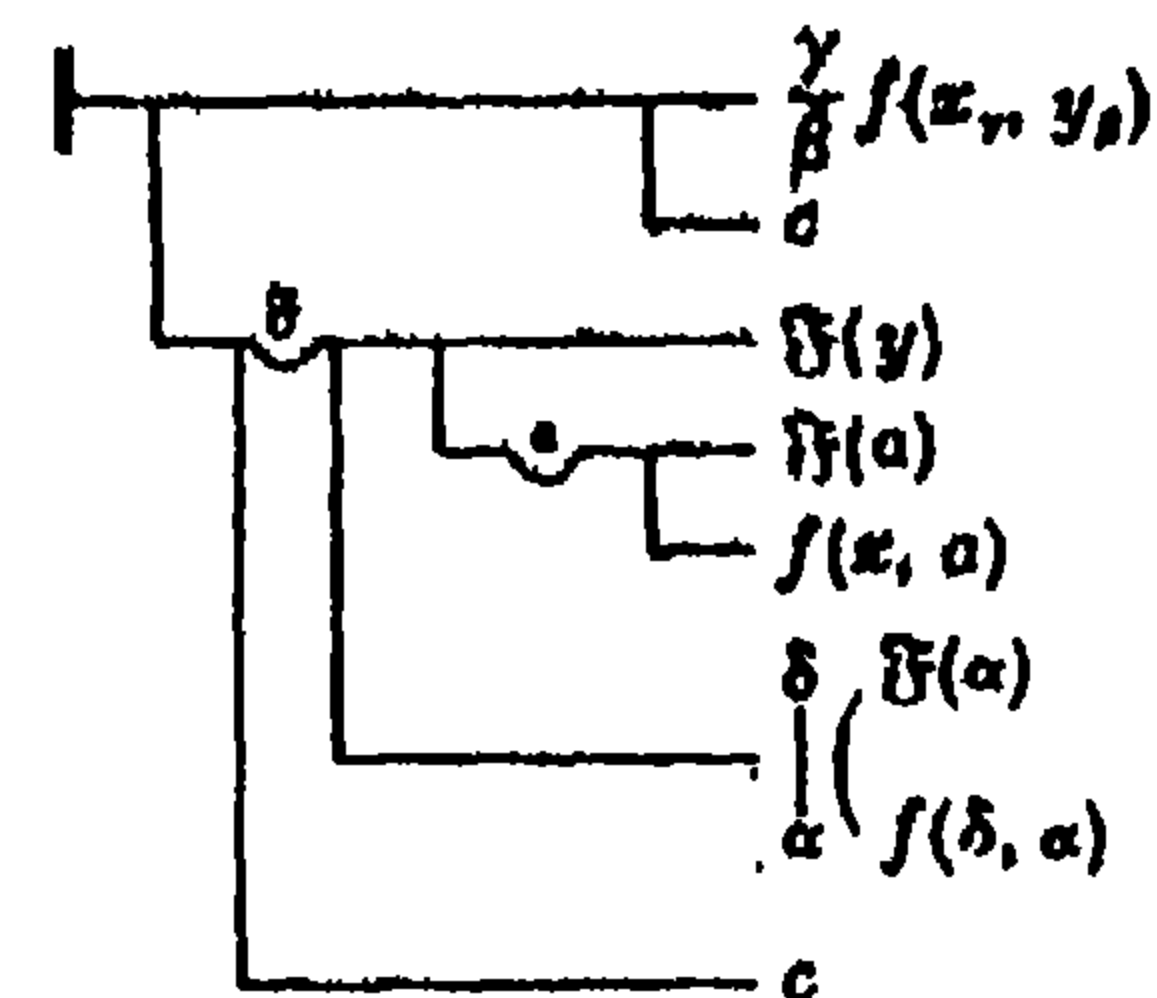 γ
β f(x_γ, y_β)
c
𝔉
𝔉(y)
𝔞
𝔉(𝔞)
f(x, 𝔞)
δ 𝔉(α)
α ( f(δ, α)
c